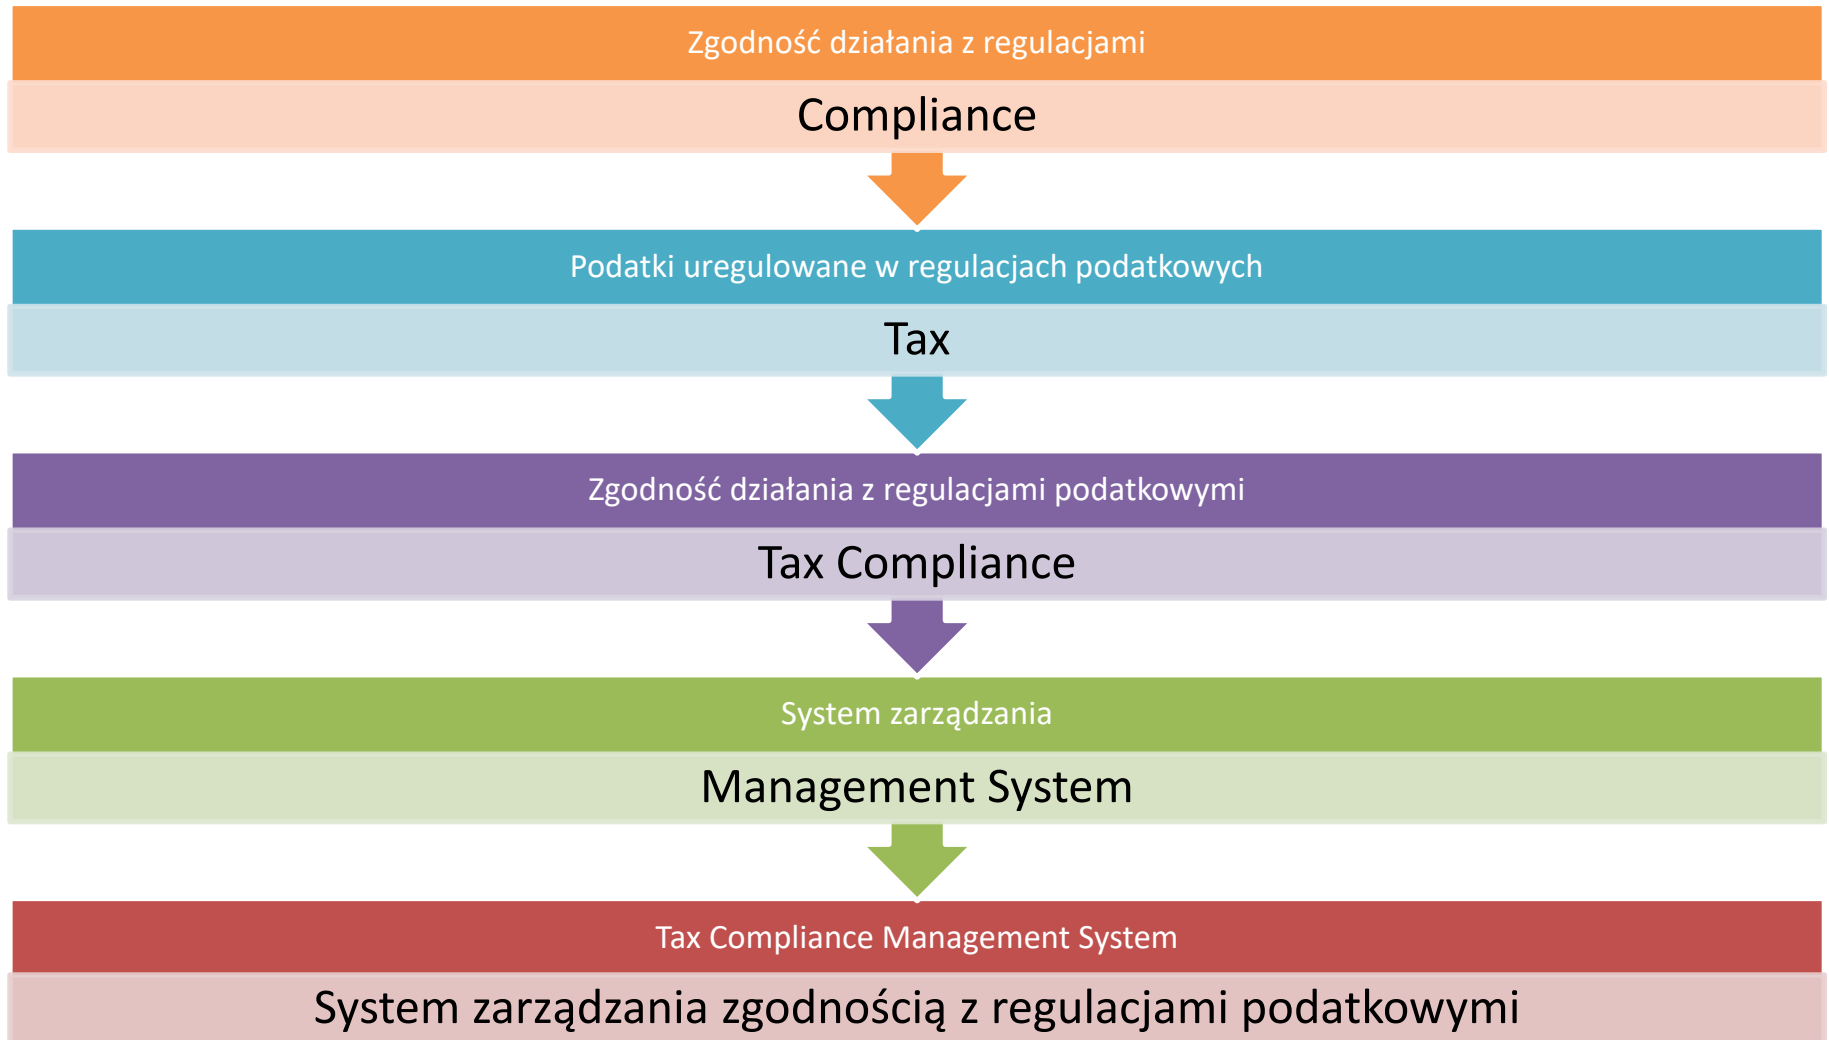 Zgodność działania z regulacjami
Compliance
Podatki uregulowane w regulacjach podatkowych
Tax
Zgodność działania z regulacjami podatkowymi
Tax Compliance
System zarządzania
Management System
Tax Compliance Management System
System zarządzania zgodnością z regulacjami podatkowymi